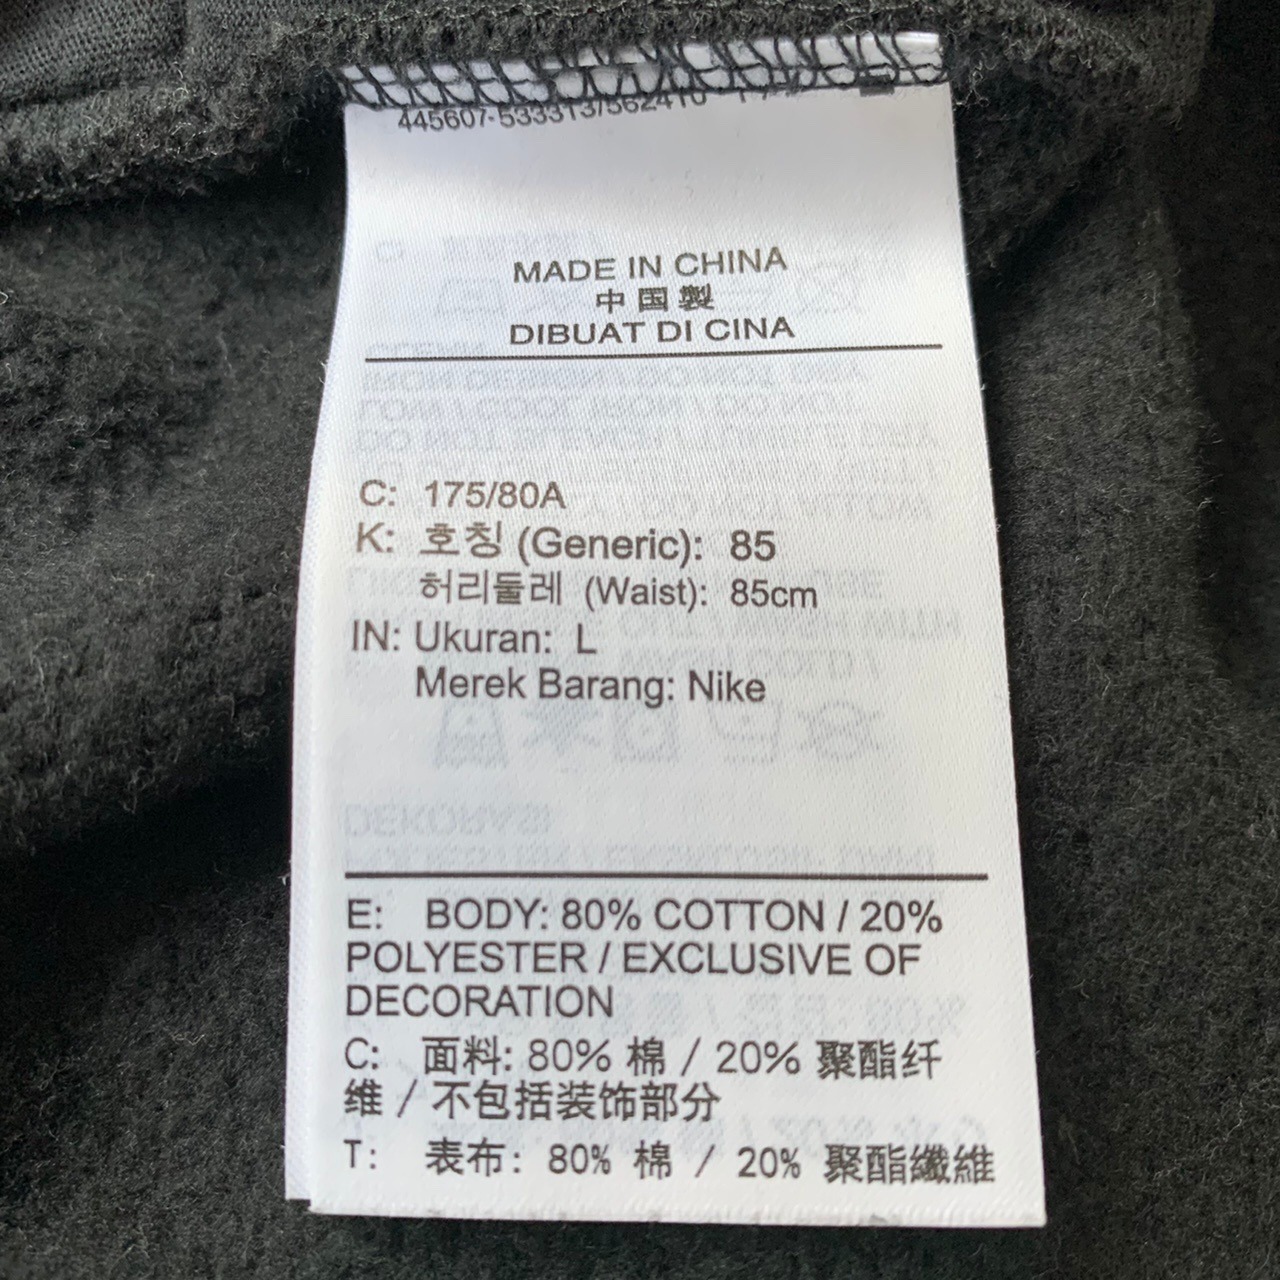 445607-533313/562410
MADE IN CHINA
中国製
DIBUAT DI CINA
C: 175/80A
K: 호칭 (Generic): 85
허리둘레 (Waist): 85cm
IN: Ukuran: L
Merek Barang: Nike
E: BODY: 80% COTTON / 20%
POLYESTER / EXCLUSIVE OF
DECORATION
C: 面料: 80% 棉 / 20% 聚酯纤
维 / 不包括装饰部分
T: 表布: 80% 棉 / 20% 聚酯纖維